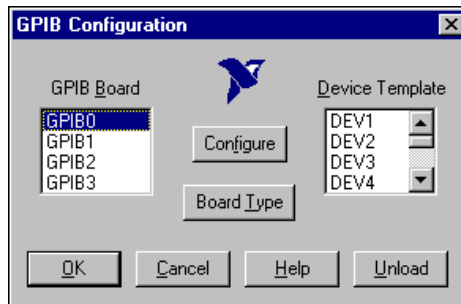 GPIB Configuration
GPIB Board
Device Template
GPIB0
GPIB1
GPIB2
GPIB3
Configure
Board Type
DEV1
DEV2
DEV3
DEV4
OK
Cancel
Help
Unload